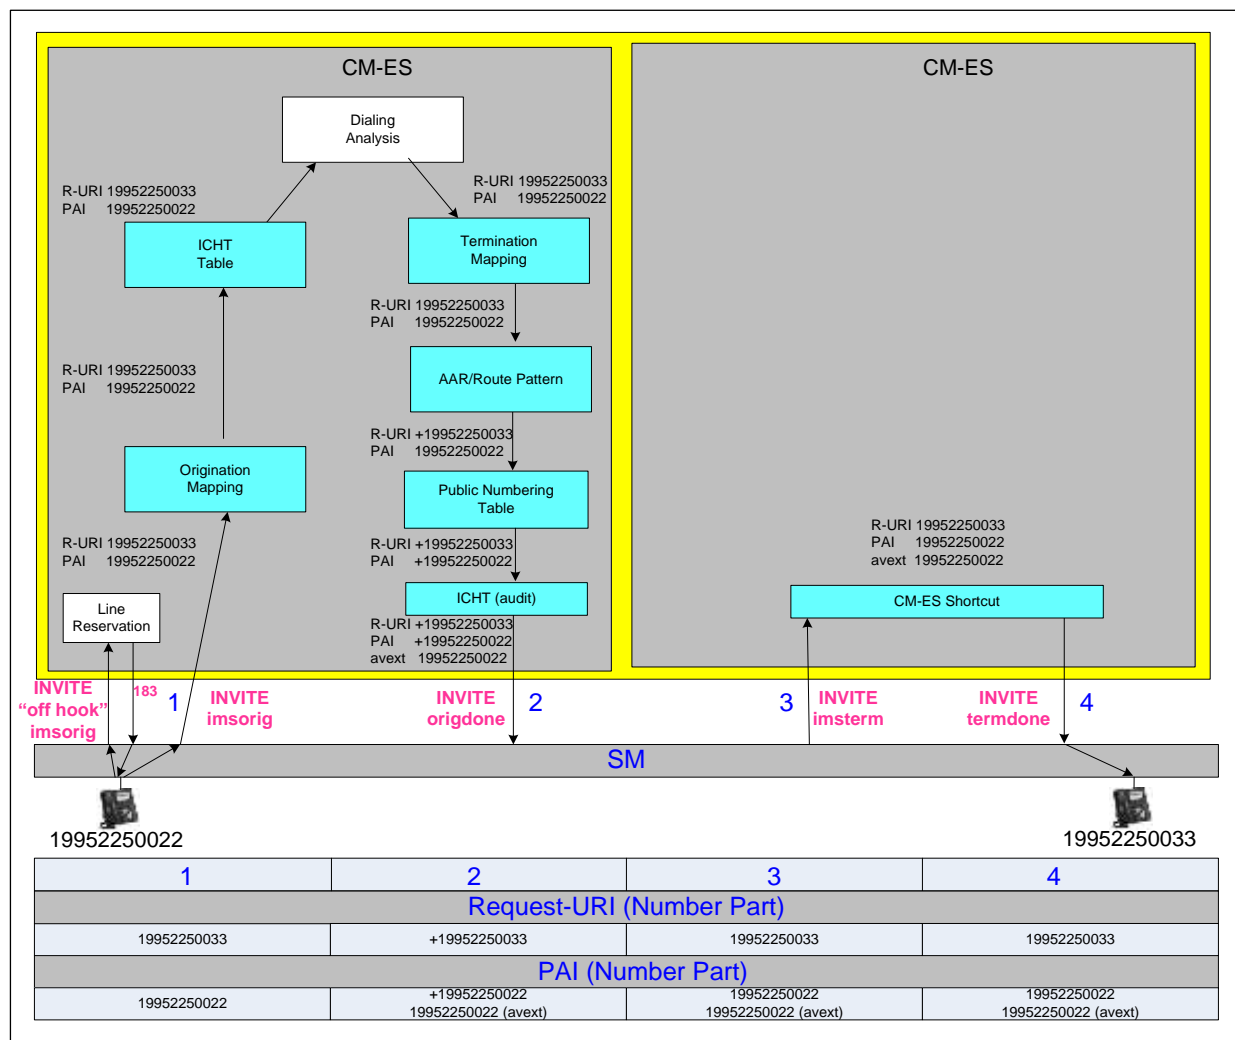 CM-ES
CM-ES
Dialing
Analysis
R-URI 19952250033
PAI 19952250022
R-URI 19952250033
PAI 19952250022
ICHT
Table
Termination
Mapping
R-URI 19952250033
PAI 19952250022
R-URI 19952250033
PAI 19952250022
AAR/Route Pattern
R-URI +19952250033
PAI 19952250022
Origination
Mapping
Public Numbering
Table
R-URI 19952250033
PAI 19952250022
R-URI +19952250033
PAI +19952250022
R-URI 19952250033
PAI 19952250022
avext 19952250022
Line
Reservation
ICHT (audit)
CM-ES Shortcut
R-URI +19952250033
PAI +19952250022
avext 19952250022
INVITE
“off hook”
imsorig
183
1
INVITE
imsorig
INVITE
origdone
2
3
INVITE
imsterm
INVITE
termdone
4
SM
19952250022
19952250033
1 2 3 4
Request-URI (Number Part)
19952250033 +19952250033 19952250033 19952250033
PAI (Number Part)
19952250022
+19952250022
19952250022 (avext)
19952250022
19952250022 (avext)
19952250022
19952250022 (avext)